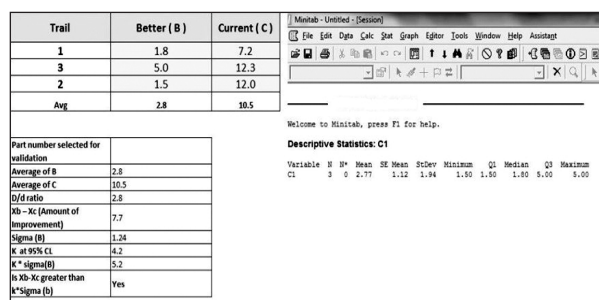 Trail Better ( B ) Current ( C )
1 1.8 7.2
3 5.0 12.3
2 1.5 12.0
Avg 2.8 10.5
Part number selected for validation
Average of B 2.8
Average of C 10.5
D/d ratio 2.8
Xb – Xc (Amount of Improvement) 7.7
Sigma (B) 1.24
K at 95% CL 4.2
K * sigma(B) 5.2
Is Xb-Xc greater than k*Sigma (b) Yes
Minitab - Untitled - [Session]
File Edit Data Calc Stat Graph Editor Tools Window Help Assistant
Welcome to Minitab, press F1 for help.
Descriptive Statistics: C1
Variable N N* Mean SE Mean StDev Minimum Q1 Median Q3 Maximum
C1 3 0 2.77 1.12 1.94 1.50 1.50 1.80 5.00 5.00